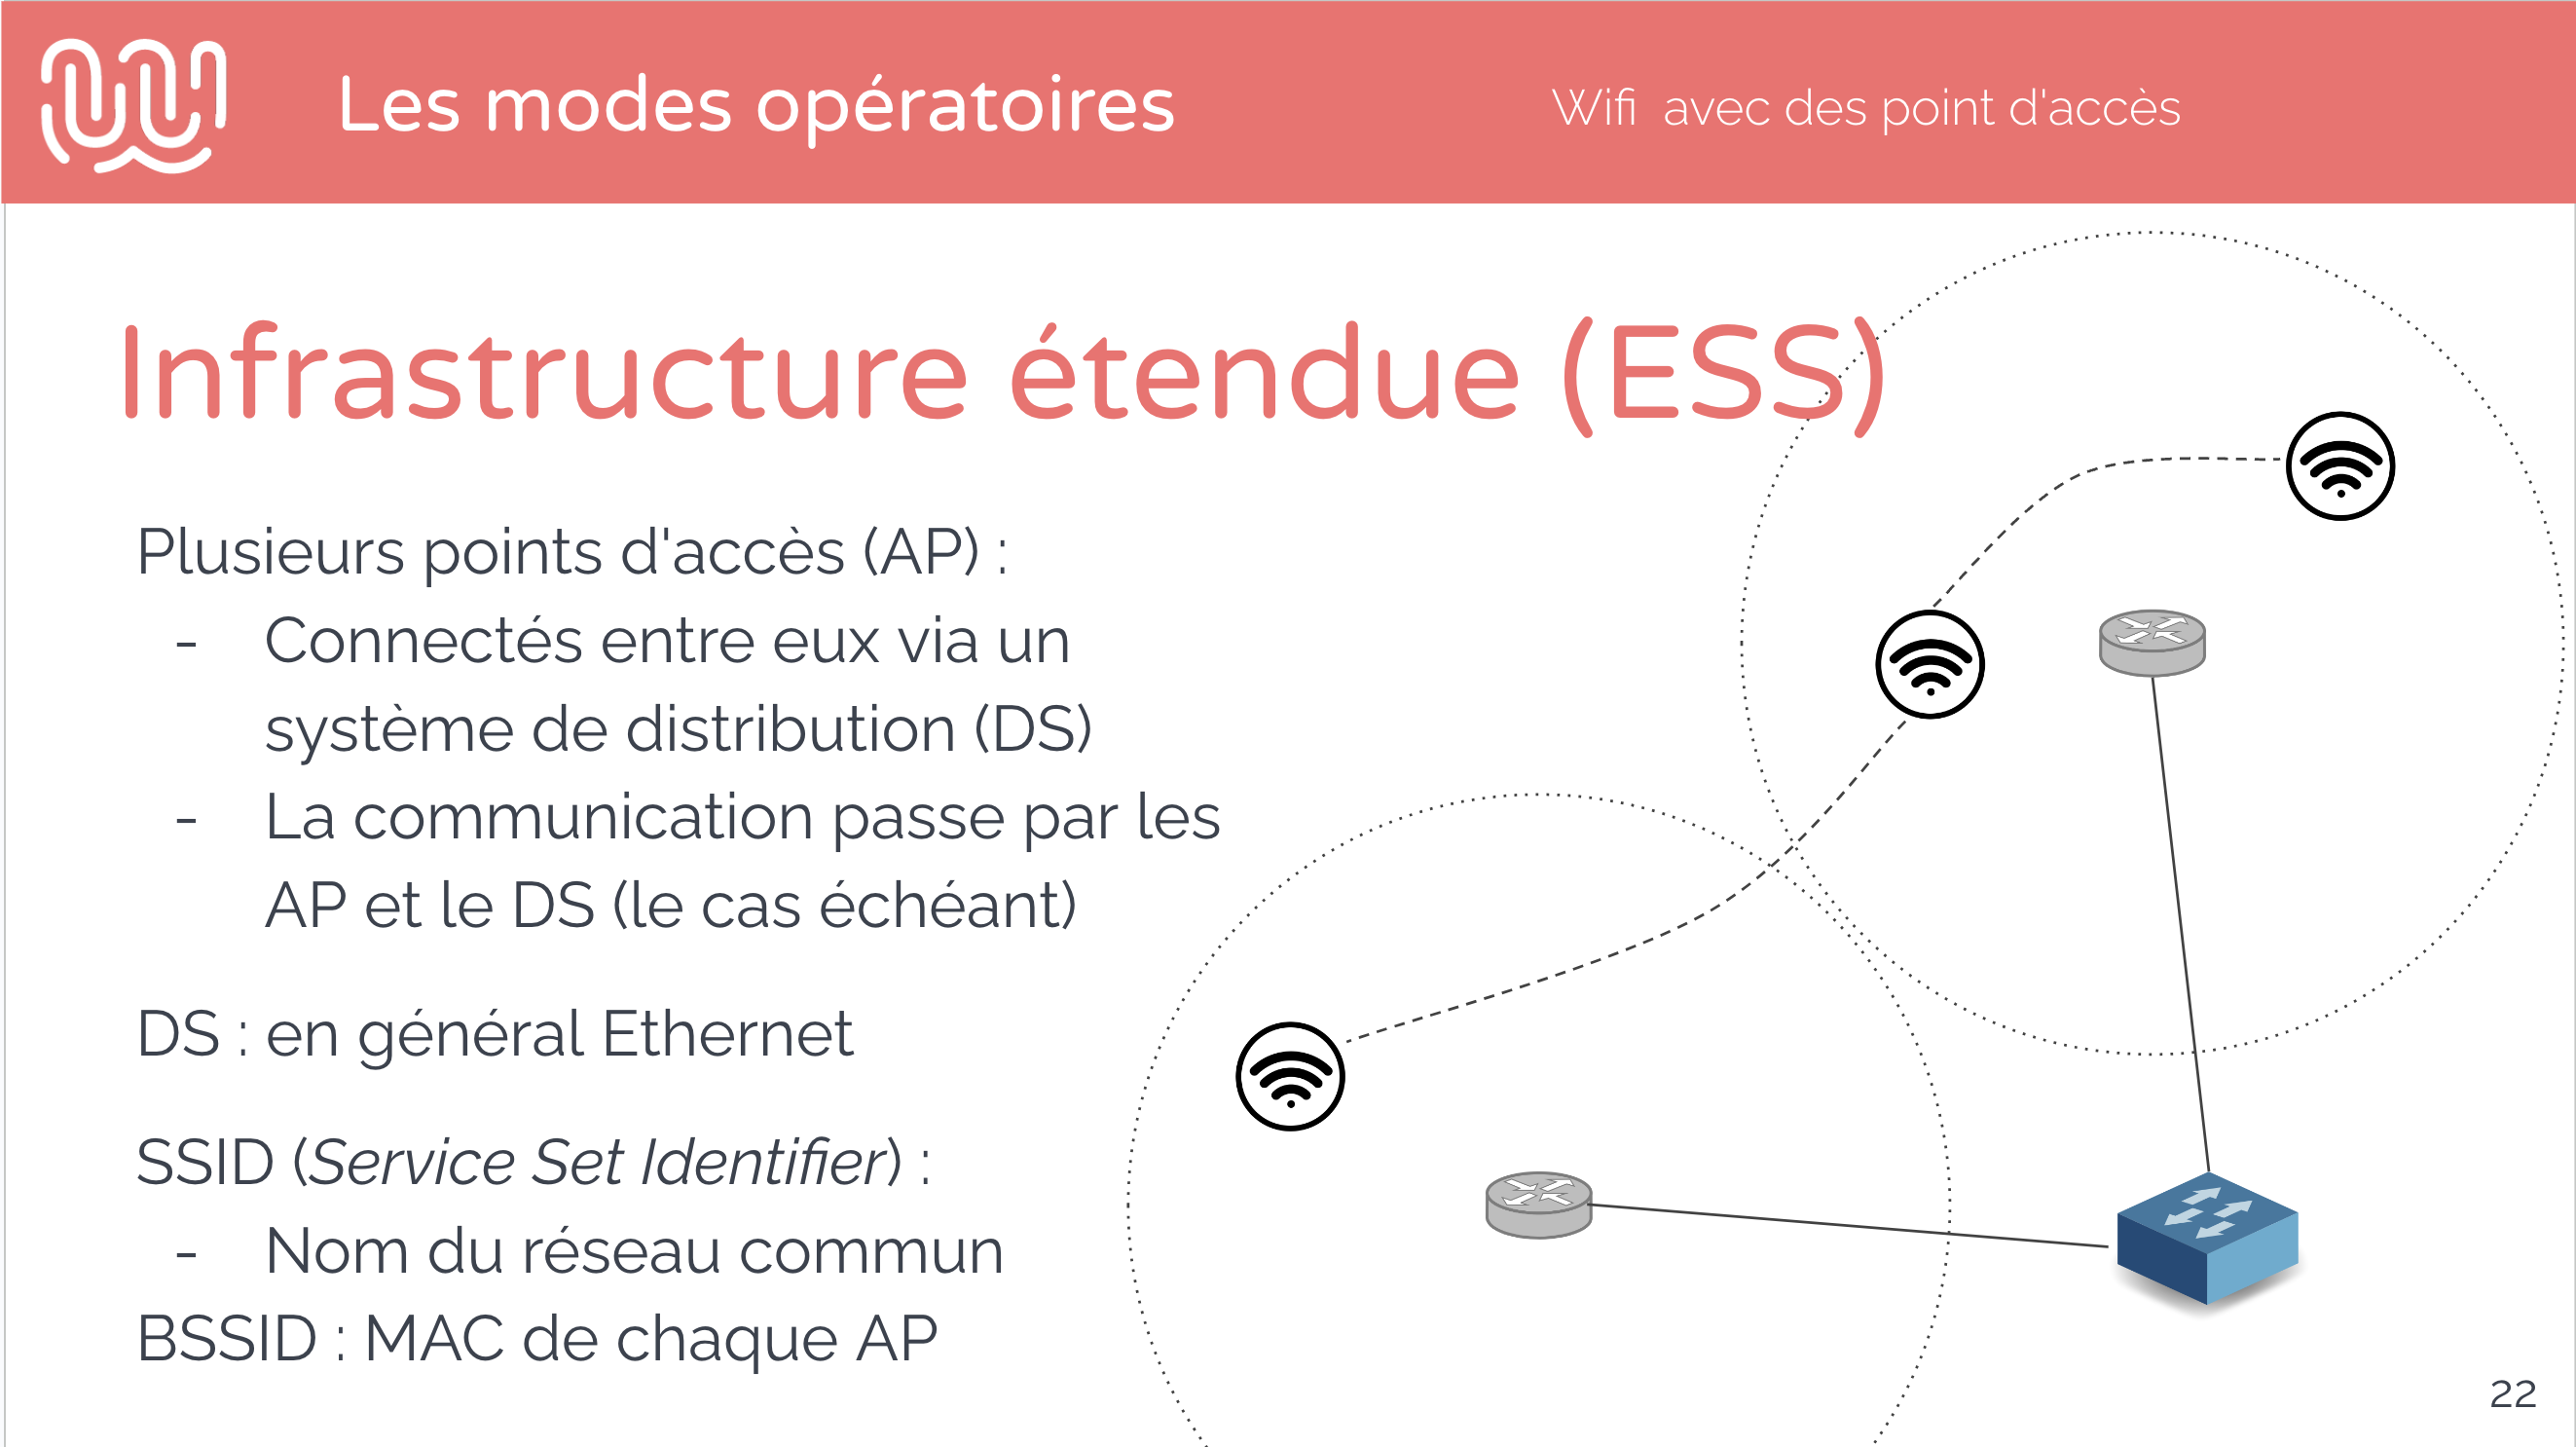 Les modes opératoires
Wifi avec des point d'accès
Infrastructure étendue (ESS)
Plusieurs points d'accès (AP) :
- Connectés entre eux via un
système de distribution (DS)
- La communication passe par les
AP et le DS (le cas échéant)
DS : en général Ethernet
SSID (Service Set Identifier) :
- Nom du réseau commun
BSSID : MAC de chaque AP
22